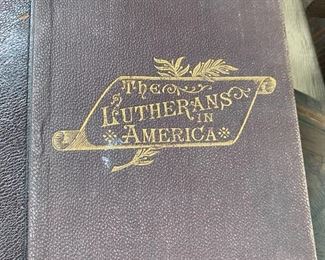 THE
LUTHERANS
IN
AMERICA